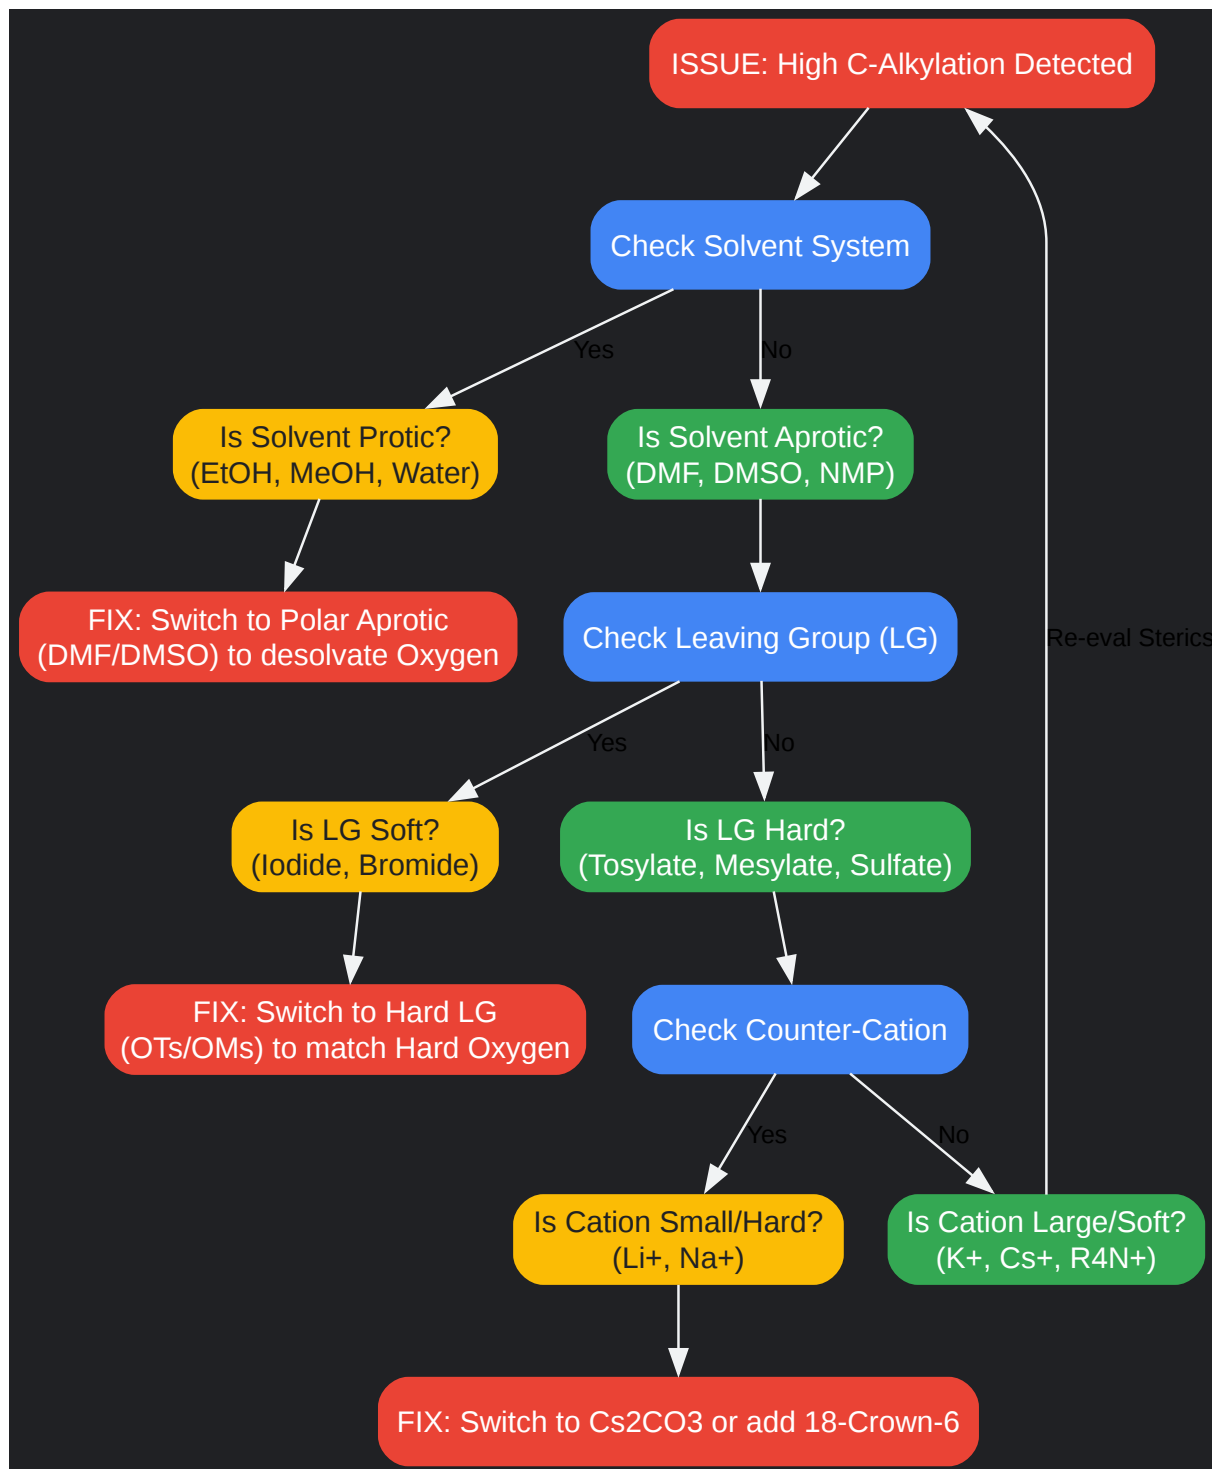 ISSUE: High C-Alkylation Detected
Check Solvent System
Yes
No
Is Solvent Protic?
(EtOH, MeOH, Water)
Is Solvent Aprotic?
(DMF, DMSO, NMP)
FIX: Switch to Polar Aprotic
(DMF/DMSO) to desolvate Oxygen
Check Leaving Group (LG)
Re-eval Sterics
Yes
No
Is LG Soft?
(Iodide, Bromide)
Is LG Hard?
(Tosylate, Mesylate, Sulfate)
FIX: Switch to Hard LG
(OTs/OMs) to match Hard Oxygen
Check Counter-Cation
Yes
No
Is Cation Small/Hard?
(Li+, Na+)
Is Cation Large/Soft?
(K+, Cs+, R4N+)
FIX: Switch to Cs2CO3 or add 18-Crown-6